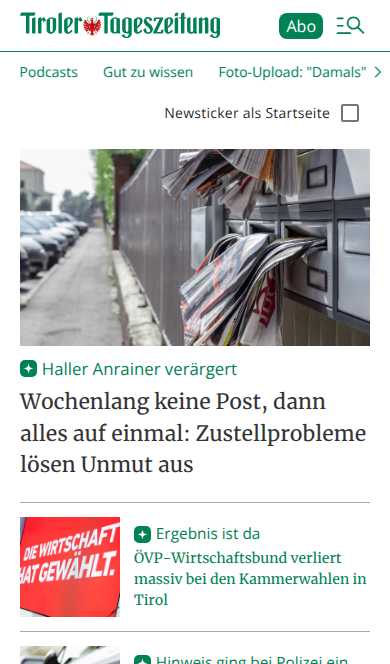 Tiroler Tageszeitung
Abo
Podcasts
Gut zu wissen
Foto-Upload: "Damals"
Newsticker als Startseite
Haller Anrainer verärgert
Wochenlang keine Post, dann
alles auf einmal: Zustellprobleme
lösen Unmut aus
DIE WIRTSCHAFT
HAT GEWÄHLT.
Ergebnis ist da
ÖVP-Wirtschaftsbund verliert
massiv bei den Kammerwahlen in
Tirol
Hinweis ging bei Polizei ein